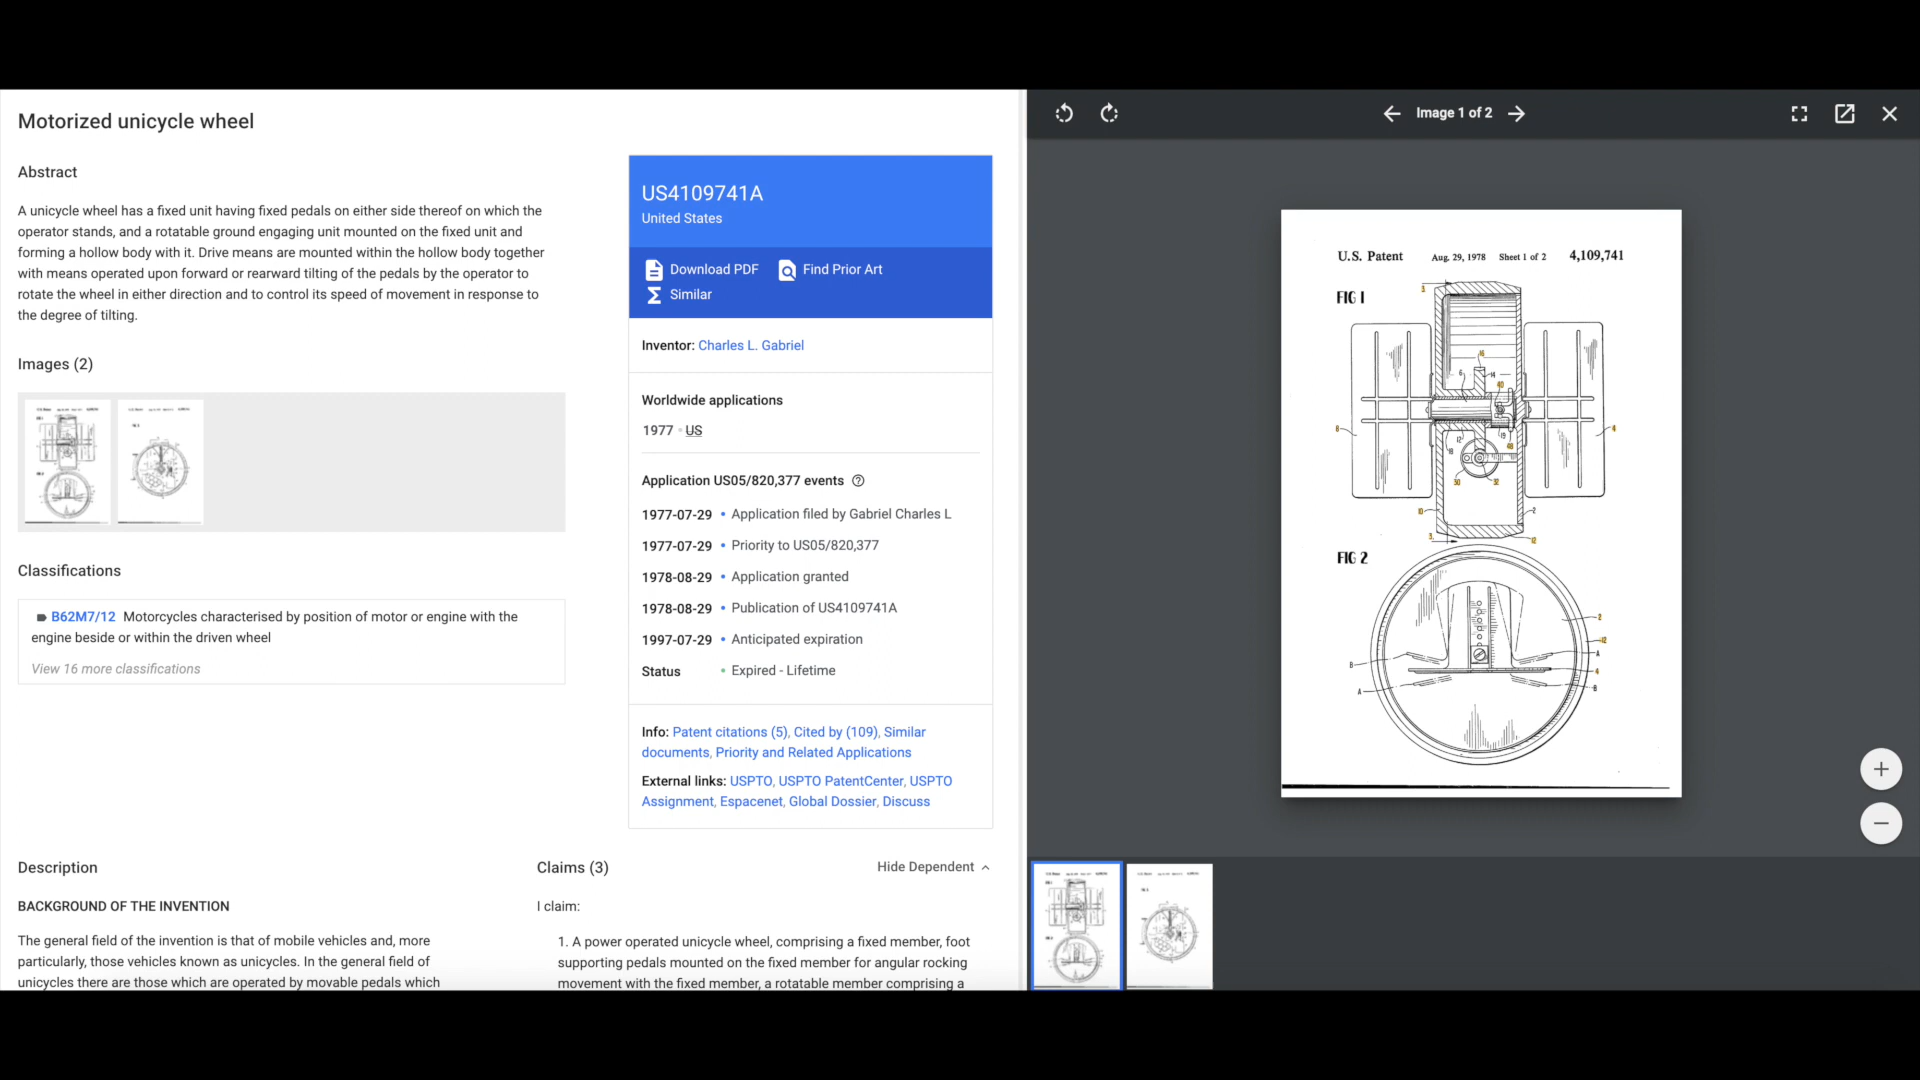 Motorized unicycle wheel
Abstract
A unicycle wheel has a fixed unit having fixed pedals on either side thereof on which the
operator stands, and a rotatable ground engaging unit mounted on the fixed unit and
forming a hollow body with it. Drive means are mounted within the hollow body together
with means operated upon forward or rearward tilting of the pedals by the operator to
rotate the wheel in either direction and to control its speed of movement in response to
the degree of tilting.
Images (2)
Classifications
B62M7/12 Motorcycles characterised by position of motor or engine with the
engine beside or within the driven wheel
View 16 more classifications
US4109741A
United States
Download PDF Find Prior Art
Similar
Inventor: Charles L. Gabriel
Worldwide applications
1977 US
Application US05/820,377 events
1977-07-29 • Application filed by Gabriel Charles L
1977-07-29 • Priority to US05/820,377
1978-08-29 • Application granted
1978-08-29 • Publication of US4109741A
1997-07-29 • Anticipated expiration
Status • Expired - Lifetime
Info: Patent citations (5), Cited by (109), Similar
documents, Priority and Related Applications
External links: USPTO, USPTO PatentCenter, USPTO
Assignment, Espacenet, Global Dossier, Discuss
Description
BACKGROUND OF THE INVENTION
The general field of the invention is that of mobile vehicles and, more
particularly, those vehicles known as unicycles. In the general field of
unicycles there are those which are operated by movable pedals which
Claims (3)
Hide Dependent
I claim:
1. A power operated unicycle wheel, comprising a fixed member, foot
supporting pedals mounted on the fixed member for angular rocking
movement with the fixed member, a rotatable member comprising a
Image 1 of 2
U.S. Patent Aug. 29, 1978 Sheet 1 of 2 4,109,741
FIG 1
FIG 2